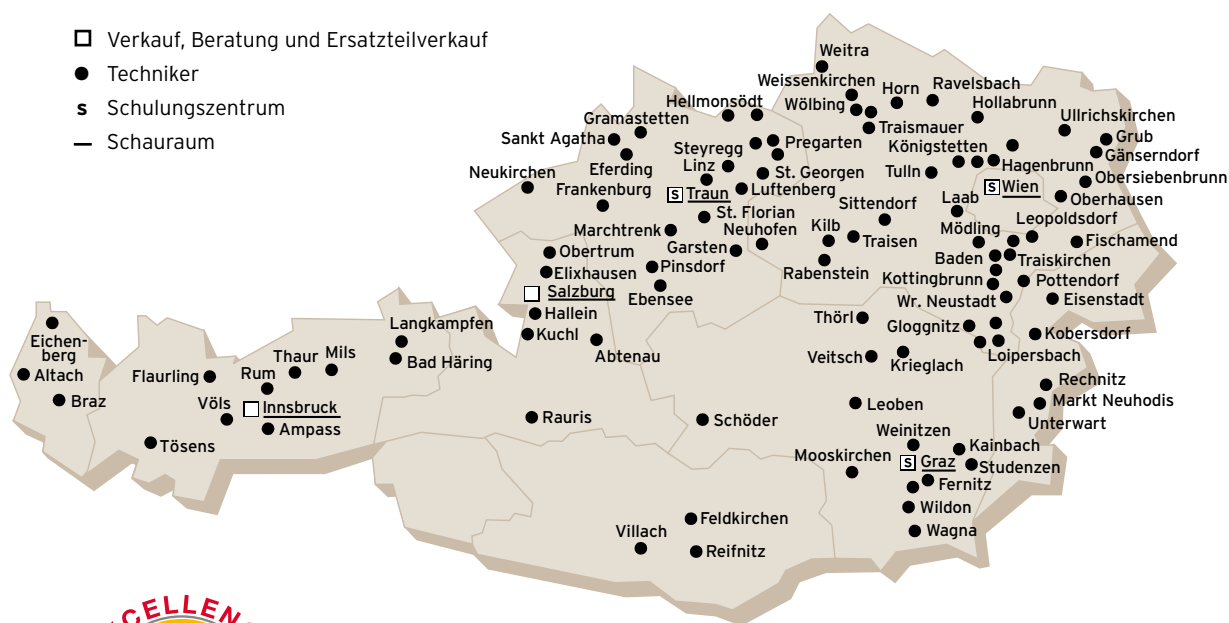 Verkauf, Beratung und Ersatzteilverkauf
Techniker
s Schulungszentrum
Schauraum
Weitra
Weissenkirchen
Horn
Ravelsbach
Wölbing
Hollabrunn
Hellmonsödt
Ullrichskirchen
Gramastetten
Traismauer
Sankt Agatha
Grub
Steyregg
Pregarten
Königstetten
Gänserndorf
Eferding
Linz
Hagenbrunn
Neukirchen
St. Georgen
Tulln
Obersiebenbrunn
Frankenburg
s Traun
Luftenberg
s Wien
Oberhausen
Sittendorf
Laab
St. Florian
Leopoldsdorf
Marchtrenk
Neuhofen
Kilb
Mödling
Traisen
Fischamend
Obertrum
Garsten
Baden
Traiskirchen
Elixhausen
Pinsdorf
Rabenstein
Kottingbrunn
Pottendorf
Salzburg
Ebensee
Wr. Neustadt
Eisenstadt
Hallein
Thörl
Langkampfen
Gloggnitz
Kobersdorf
Kuchl
Eichen-
berg
Abtenau
Veitsch
Krieglach
Loipersbach
Thaur
Mils
Bad Häring
Altach
Flaurling
Rum
Rechnitz
Braz
Völs
Innsbruck
Leoben
Markt Neuhodis
Rauris
Schöder
Unterwart
Ampass
Weinitzen
Tösens
Kainbach
Mooskirchen
s Graz
Studenzen
Fernitz
Wildon
Feldkirchen
Wagna
Villach
Reifnitz